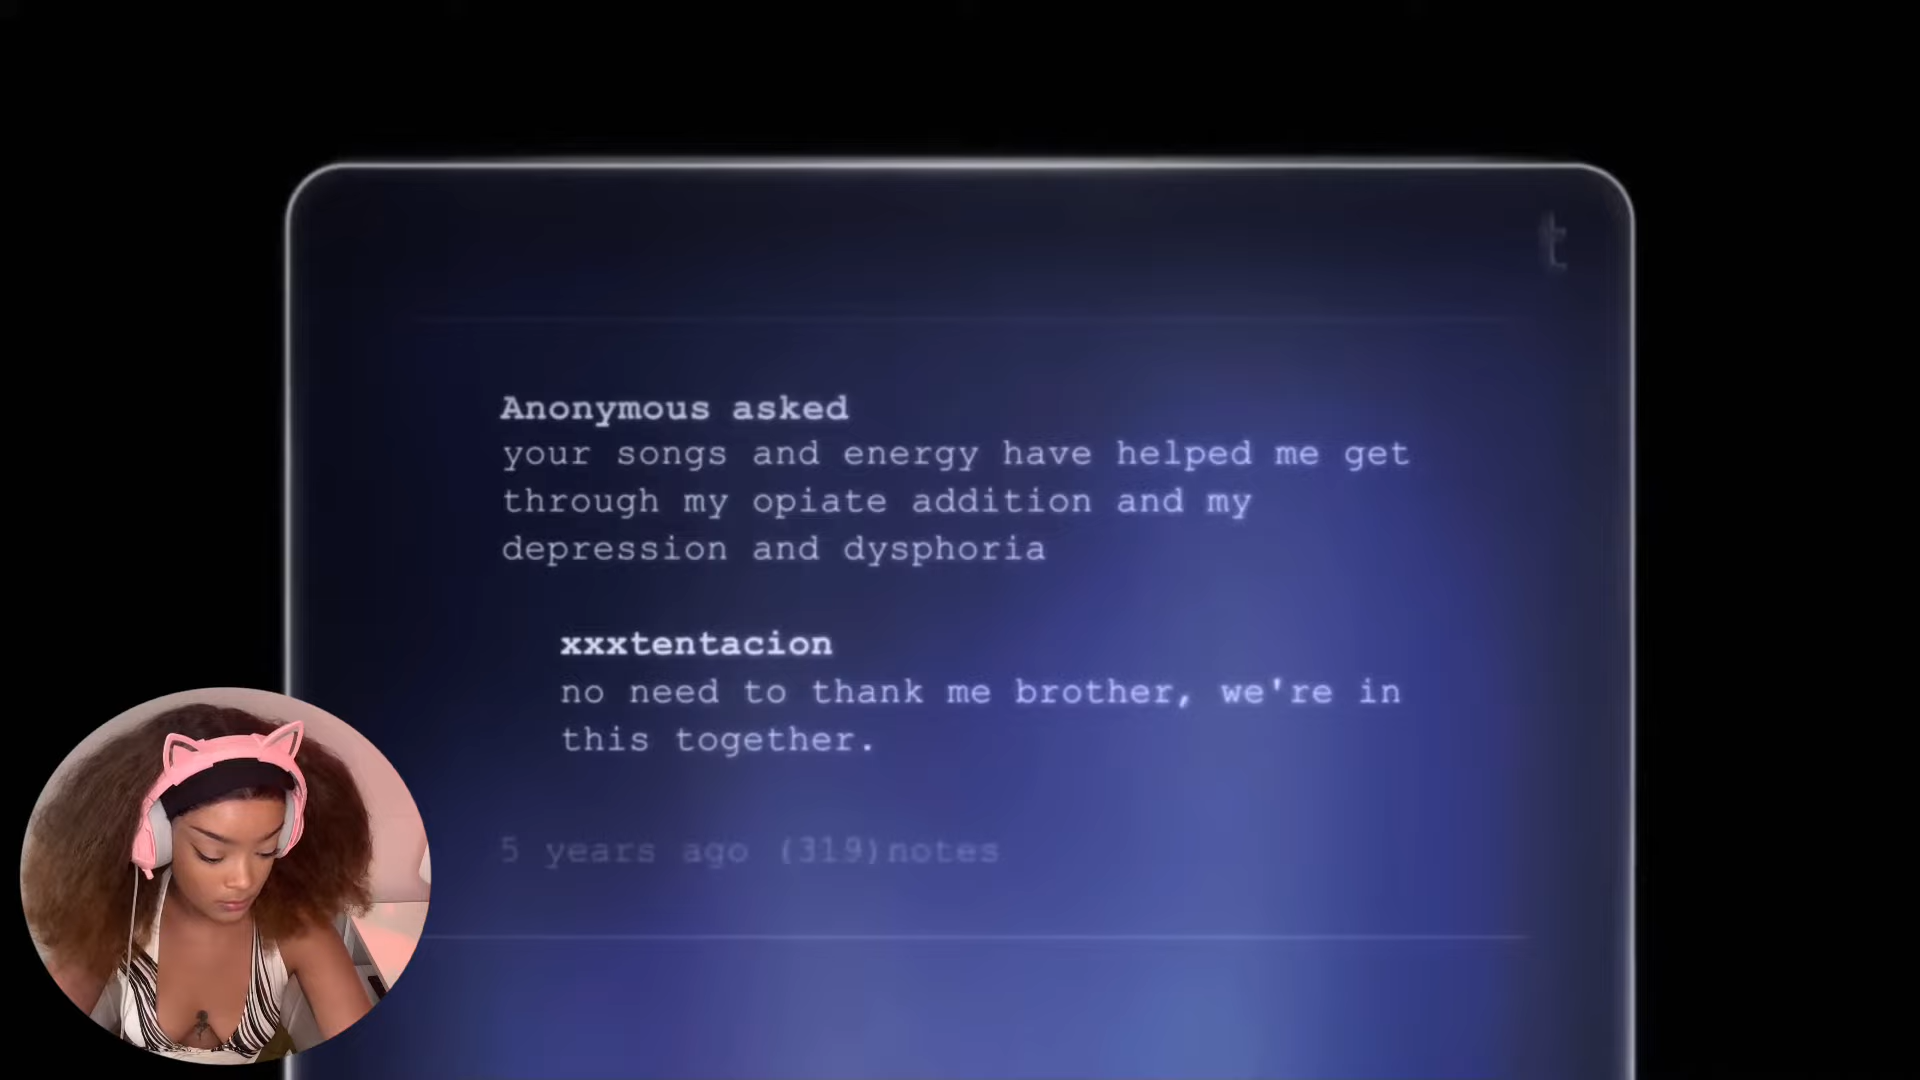 t
Anonymous asked
your songs and energy have helped me get
through my opiate addition and my
depression and dysphoria
xxxtentacion
no need to thank me brother, we're in
this together.
5 years ago (319)notes